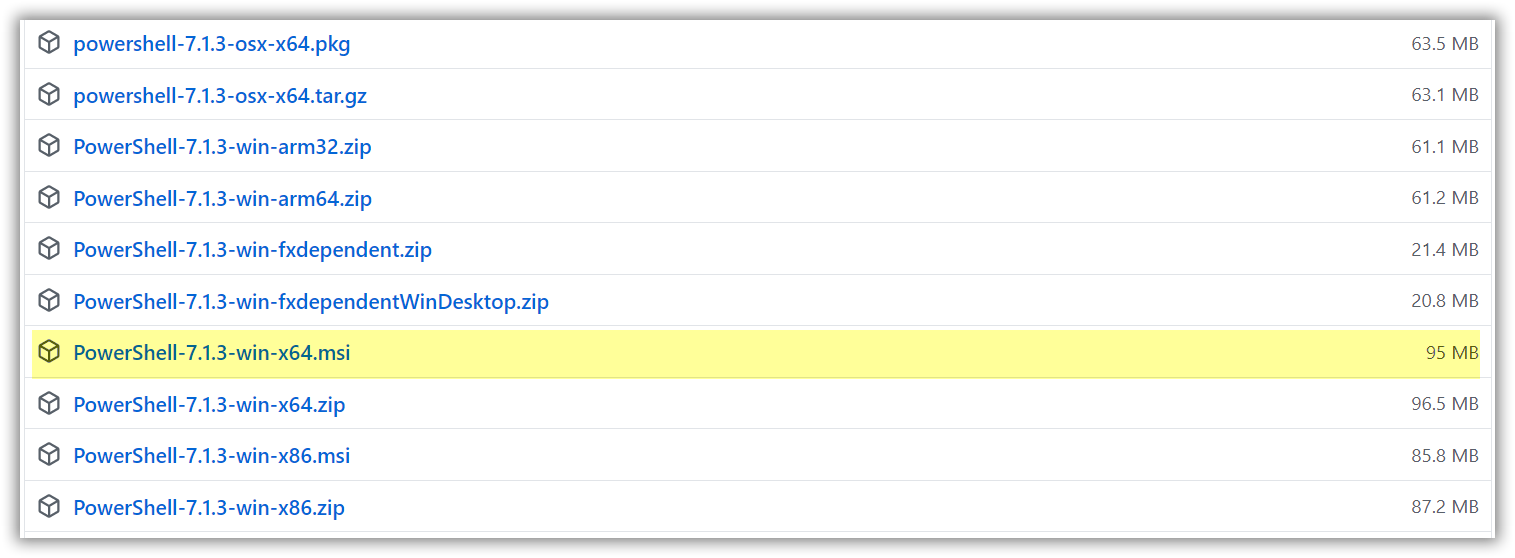 powershell-7.1.3-osx-x64.pkg 63.5 MB
powershell-7.1.3-osx-x64.tar.gz 63.1 MB
PowerShell-7.1.3-win-arm32.zip 61.1 MB
PowerShell-7.1.3-win-arm64.zip 61.2 MB
PowerShell-7.1.3-win-fxdependent.zip 21.4 MB
PowerShell-7.1.3-win-fxdependentWinDesktop.zip 20.8 MB
PowerShell-7.1.3-win-x64.msi 95 MB
PowerShell-7.1.3-win-x64.zip 96.5 MB
PowerShell-7.1.3-win-x86.msi 85.8 MB
PowerShell-7.1.3-win-x86.zip 87.2 MB